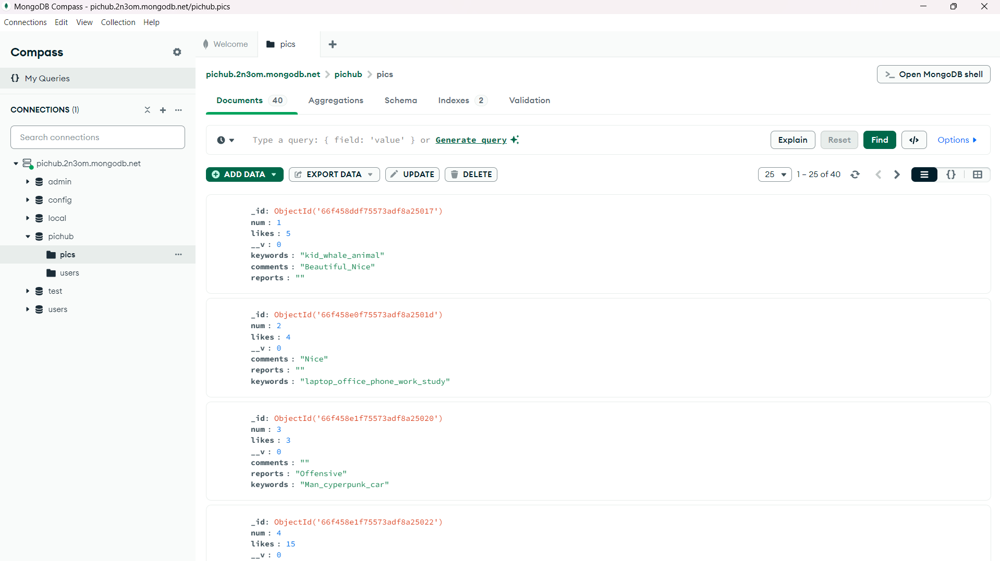 MongoDB Compass - pichub.2n3om.mongodb.net/pichub.pics
Connections Edit View Collection Help
Compass
My Queries
CONNECTIONS (1)
Search connections
pichub.2n3om.mongodb.net
admin
config
local
pichub
pics
users
test
users
Welcome pics
pichub.2n3om.mongodb.net > pichub > pics
>_ Open MongoDB shell
Documents 40 Aggregations Schema Indexes 2 Validation
Type a query: { field: 'value' } or Generate query
Explain Reset Find </> Options
ADD DATA EXPORT DATA UPDATE DELETE
25 1 – 25 of 40
_id: ObjectId('66f458ddf75573adf8a25017')
num : 1
likes : 5
__v : 0
keywords : "kid_whale_animal"
comments : "Beautiful_Nice"
reports : ""
_id: ObjectId('66f458e0f75573adf8a2501d')
num : 2
likes : 4
__v : 0
comments : "Nice"
reports : ""
keywords : "laptop_office_phone_work_study"
_id: ObjectId('66f458e1f75573adf8a25020')
num : 3
likes : 3
__v : 0
comments : ""
reports : "Offensive"
keywords : "Man_cyperpunk_car"
_id: ObjectId('66f458e1f75573adf8a25022')
num : 4
likes : 15
__v : 0